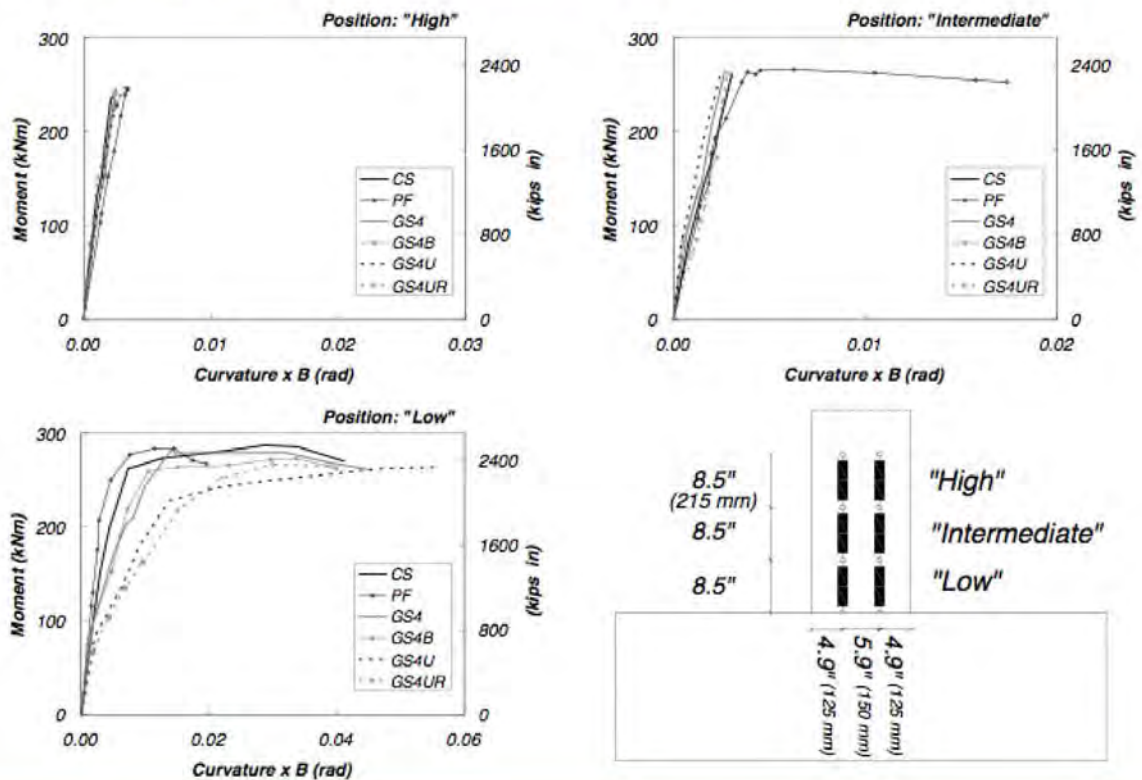 Position: "High"
300
200
100
0
Moment (kNm)
2400
1600
800
0
(kips in)
CS
PF
GS4
GS4B
GS4U
GS4UR
0.00
0.01
0.02
0.03
Curvature x B (rad)
Position: "Intermediate"
300
200
100
0
Moment (kNm)
2400
1600
800
0
(kips in)
CS
PF
GS4
GS4B
GS4U
GS4UR
0.00
0.01
0.02
Curvature x B (rad)
Position: "Low"
300
200
100
0
Moment (kNm)
2400
1600
800
0
(kips in)
CS
PF
GS4
GS4B
GS4U
GS4UR
0.00
0.02
0.04
0.06
Curvature x B (rad)
8.5"
(215 mm)
8.5"
8.5"
"High"
"Intermediate"
"Low"
4.9" (125 mm)
5.9" (150 mm)
4.9" (125 mm)